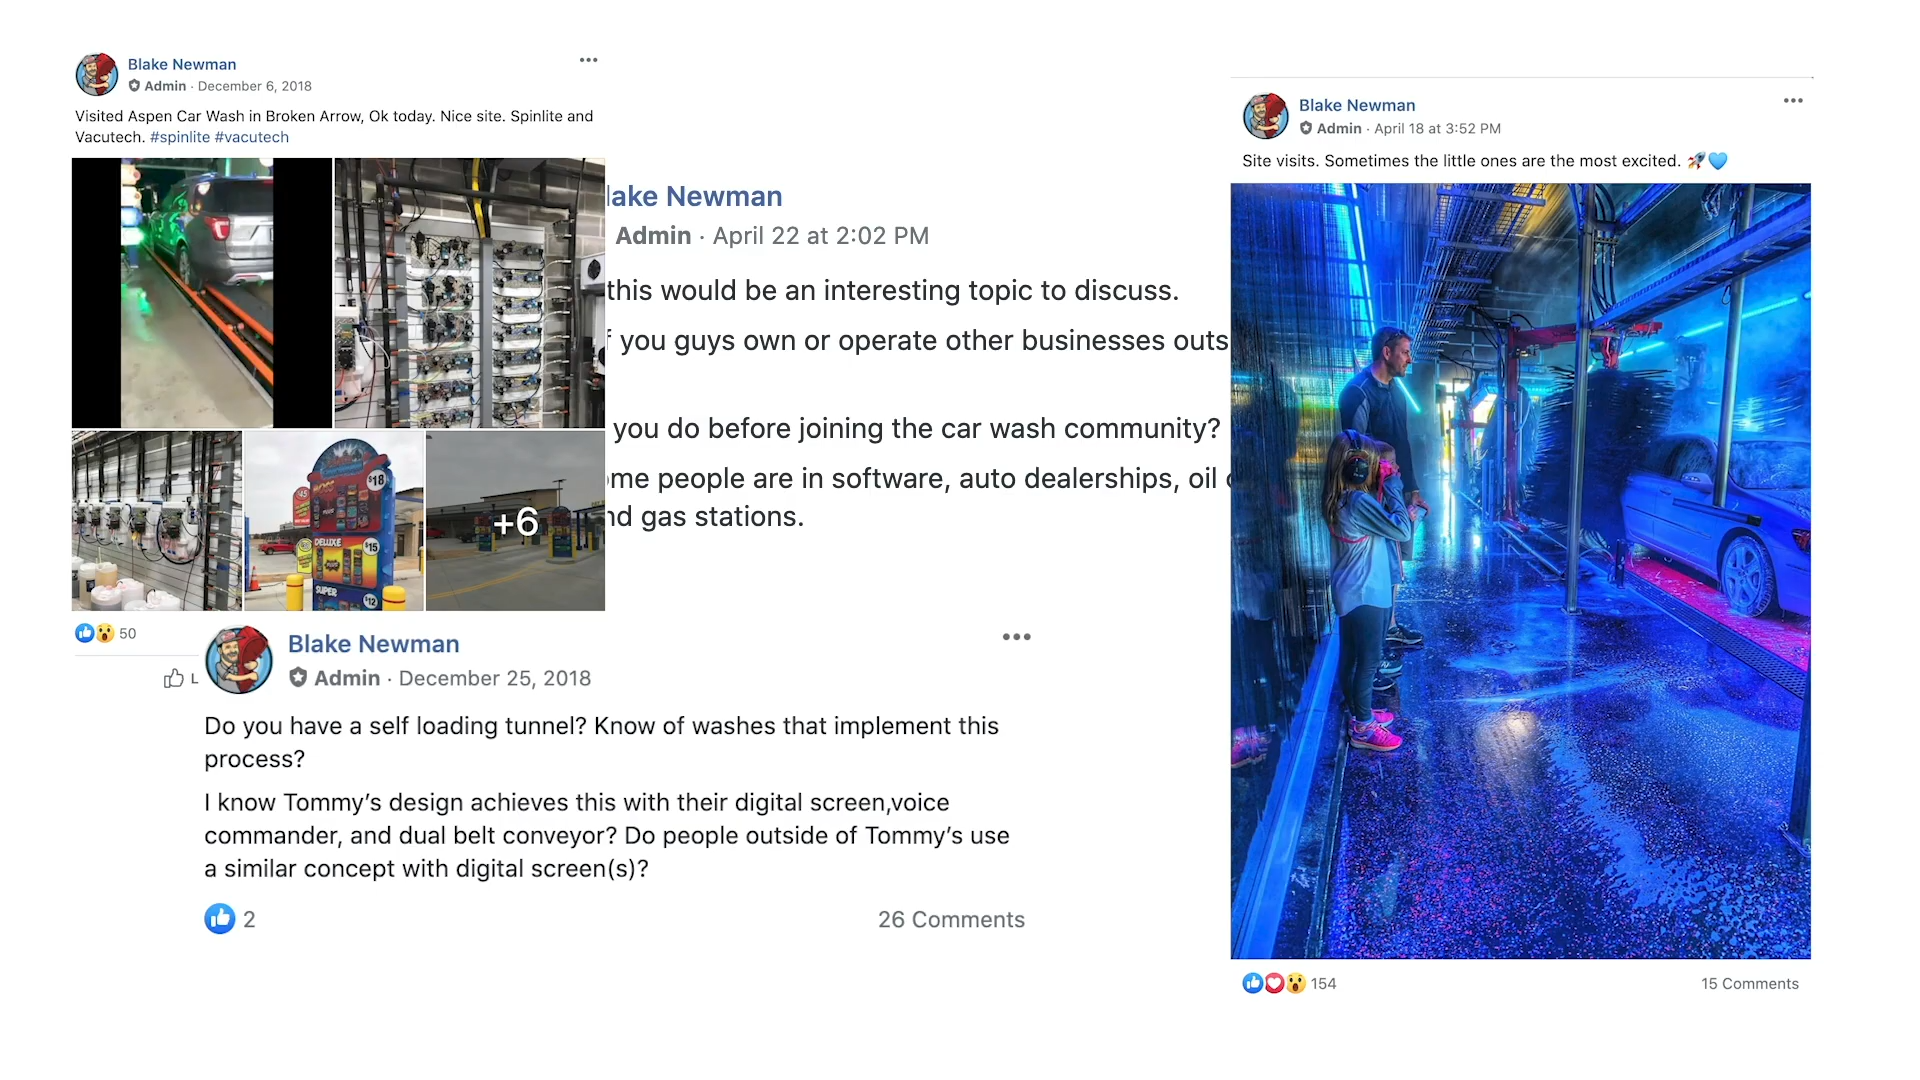 Blake Newman
Admin · December 6, 2018
Visited Aspen Car Wash in Broken Arrow, Ok today. Nice site. Spinlite and
Vacutech. #spinlite #vacutech
$18
BOSS
$45
DELUXE
$15
SUPER
$12
+6
50
L
lake Newman
Admin · April 22 at 2:02 PM
this would be an interesting topic to discuss.
you guys own or operate other businesses outs
you do before joining the car wash community?
me people are in software, auto dealerships, oil
nd gas stations.
Blake Newman
Admin · December 25, 2018
Do you have a self loading tunnel? Know of washes that implement this
process?
I know Tommy’s design achieves this with their digital screen,voice
commander, and dual belt conveyor? Do people outside of Tommy’s use
a similar concept with digital screen(s)?
2
26 Comments
Blake Newman
Admin · April 18 at 3:52 PM
Site visits. Sometimes the little ones are the most excited. 🚀💙
154
15 Comments